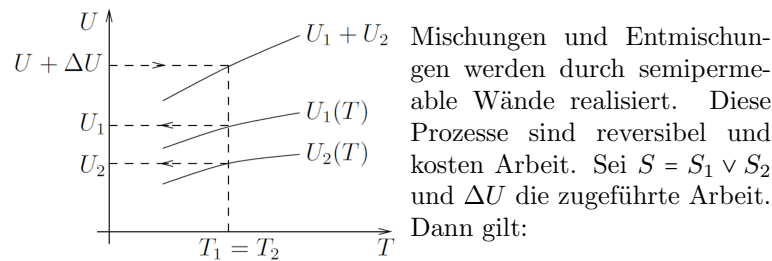 U
U₁ + U₂
U + ΔU
U₁
U₁(T)
U₂
U₂(T)
T₁ = T₂
T
Mischungen und Entmischun-
gen werden durch semiperme-
able Wände realisiert. Diese
Prozesse sind reversibel und
kosten Arbeit. Sei S = S₁ ∨ S₂
und ΔU die zugeführte Arbeit.
Dann gilt: